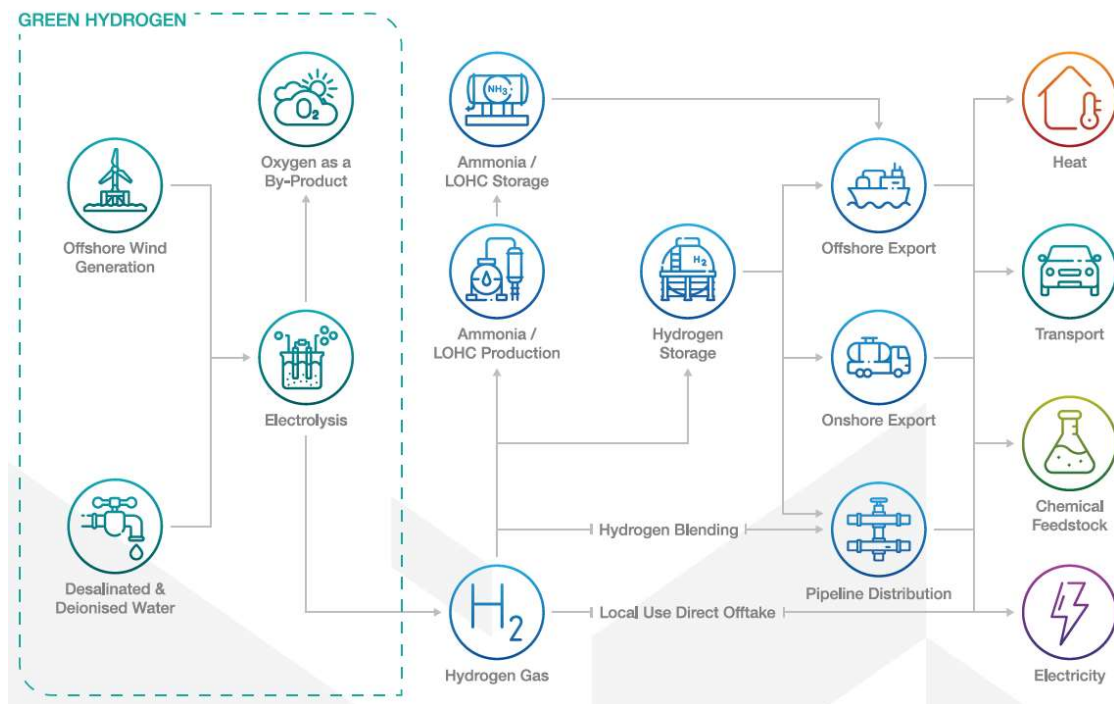 GREEN HYDROGEN
O₂
Oxygen as a
By-Product
Offshore Wind
Generation
Electrolysis
Desalinated &
Deionised Water
NH₃
Ammonia /
LOHC Storage
Ammonia /
LOHC Production
H₂
Hydrogen
Storage
Offshore Export
Onshore Export
Hydrogen Blending
Pipeline Distribution
H₂
Hydrogen Gas
Local Use Direct Offtake
Heat
Transport
Chemical
Feedstock
Electricity